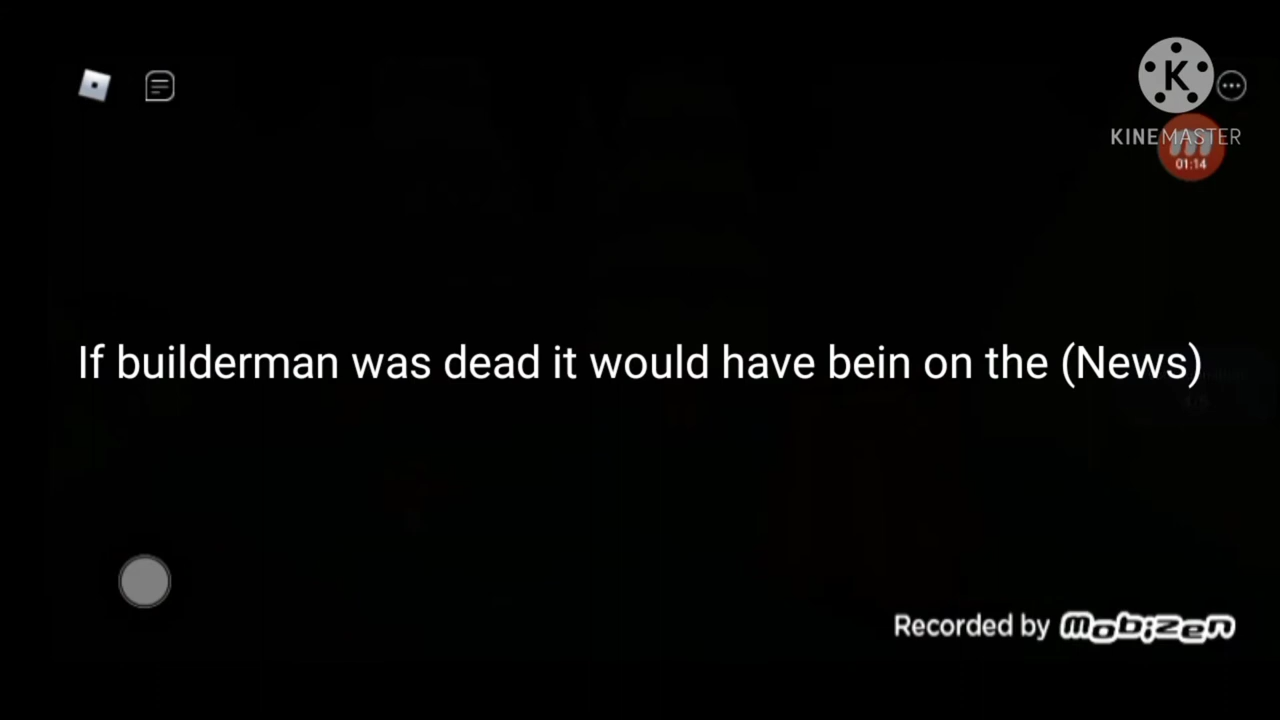 KINEMASTER
01:14
If builderman was dead it would have bein on the (News)
Recorded by mobizen